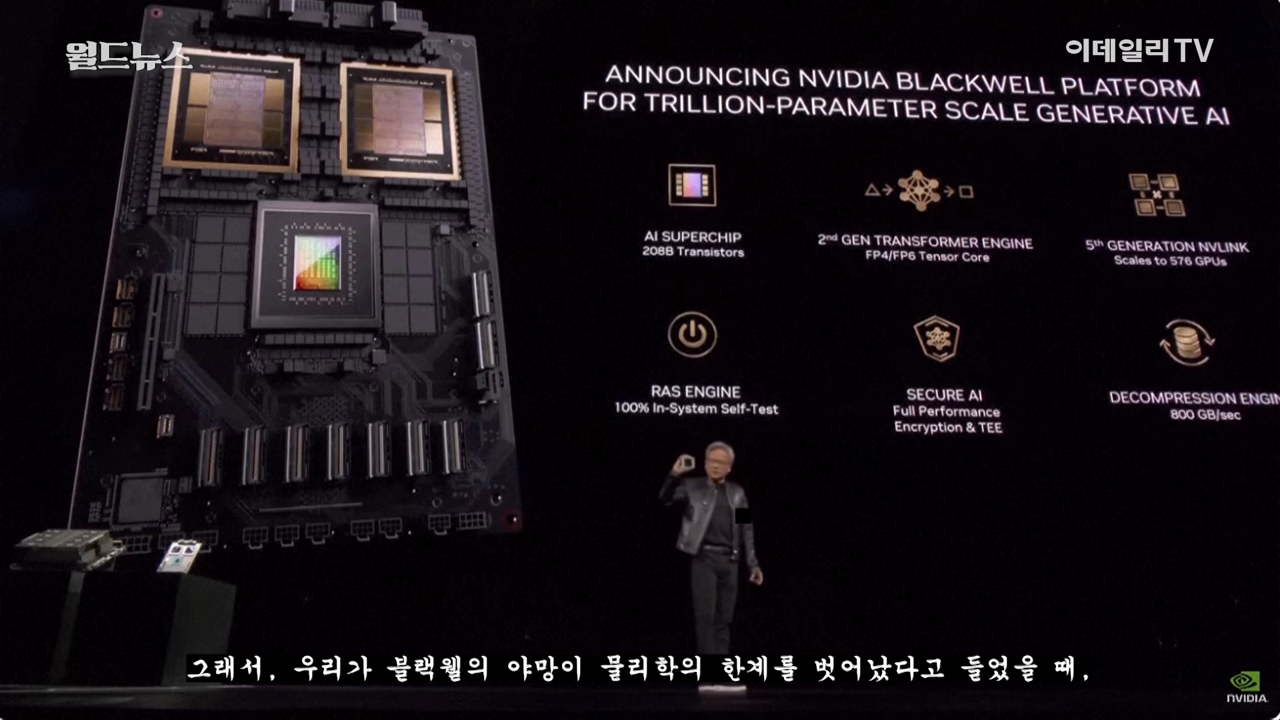 월드뉴스
이데일리TV
ANNOUNCING NVIDIA BLACKWELL PLATFORM
FOR TRILLION-PARAMETER SCALE GENERATIVE AI
AI SUPERCHIP
208B Transistors
2nd GEN TRANSFORMER ENGINE
FP4/FP6 Tensor Core
5th GENERATION NVLINK
Scales to 576 GPUs
RAS ENGINE
100% In-System Self-Test
SECURE AI
Full Performance
Encryption & TEE
DECOMPRESSION ENGIN
800 GB/sec
그래서, 우리가 블랙웰의 야망이 물리학의 한계를 벗어났다고 들었을 때,
NVIDIA.